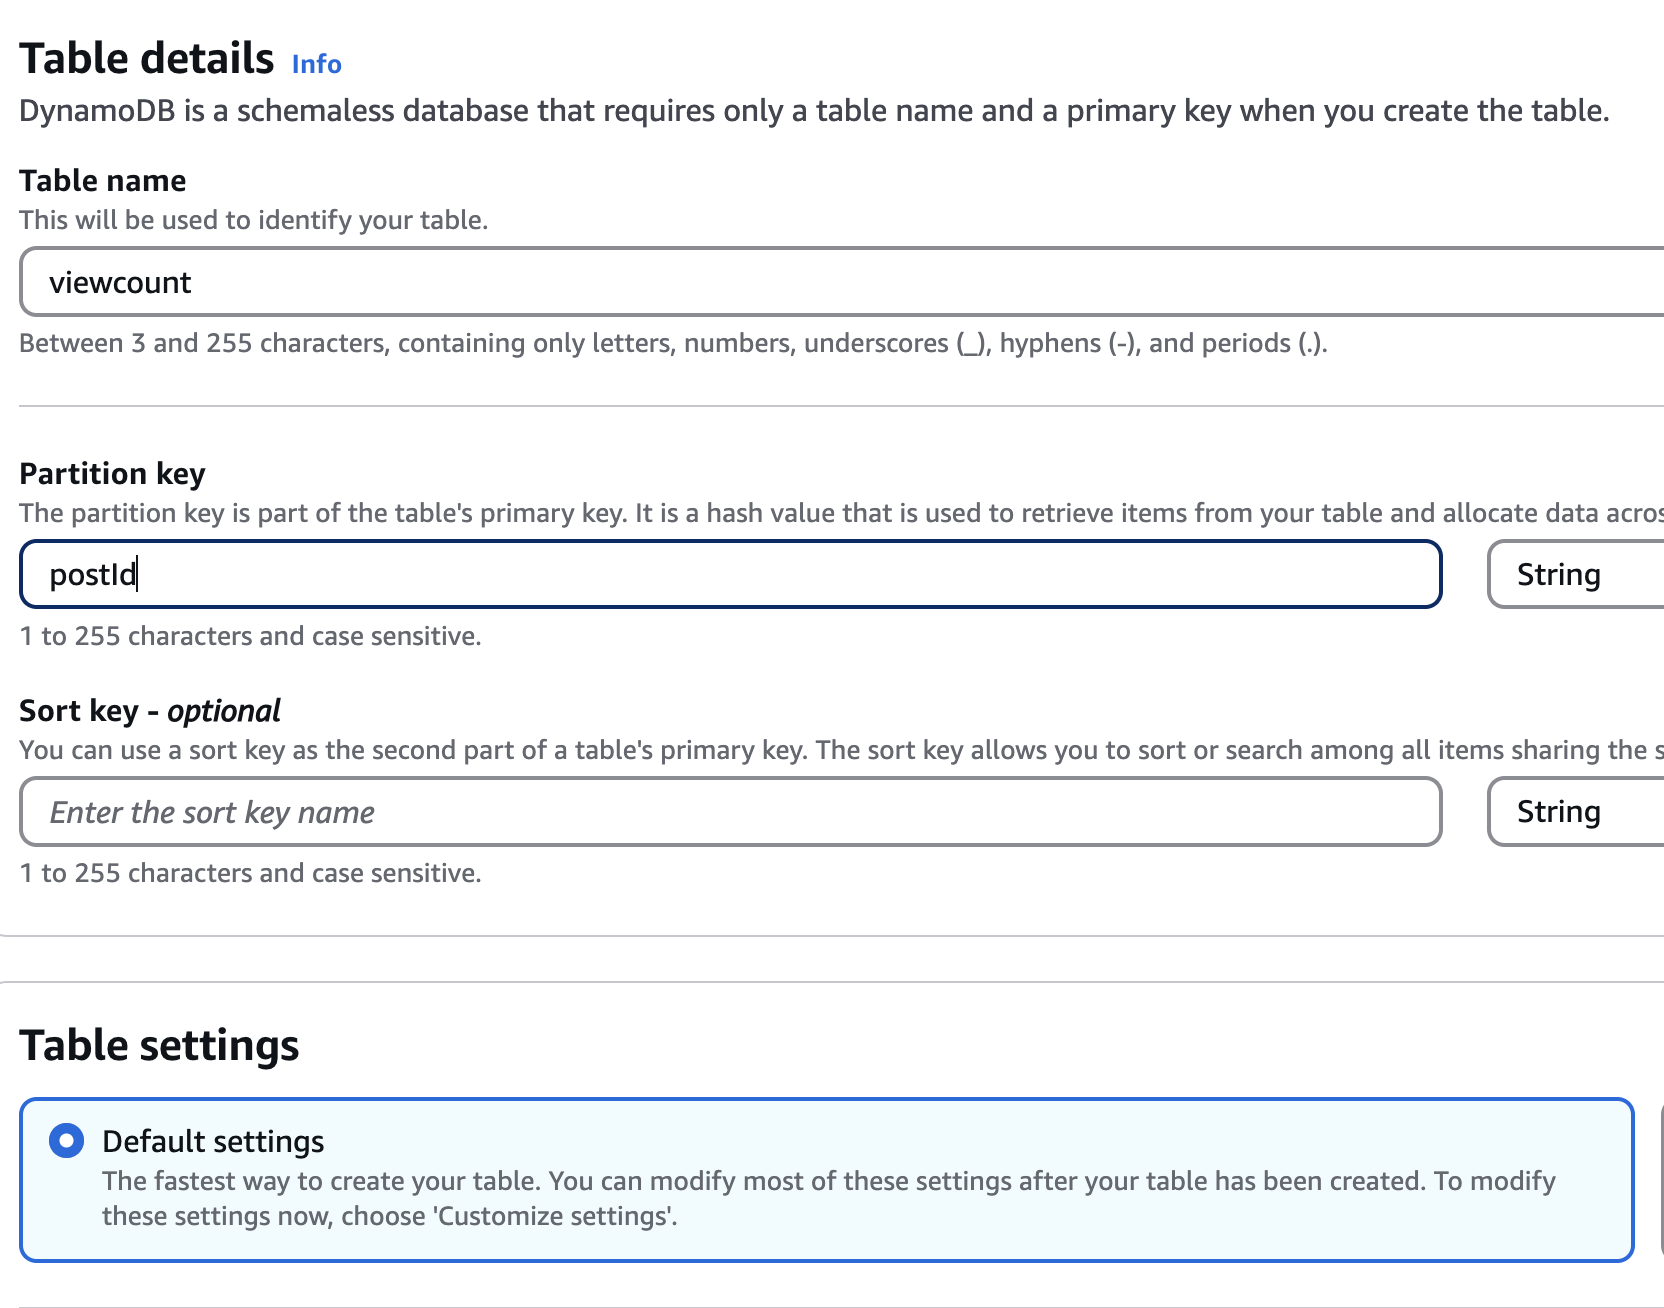 Table details Info
DynamoDB is a schemaless database that requires only a table name and a primary key when you create the table.
Table name
This will be used to identify your table.
viewcount
Between 3 and 255 characters, containing only letters, numbers, underscores (_), hyphens (-), and periods (.).
Partition key
The partition key is part of the table's primary key. It is a hash value that is used to retrieve items from your table and allocate data
postId
String
1 to 255 characters and case sensitive.
Sort key - optional
You can use a sort key as the second part of a table's primary key. The sort key allows you to sort or search among all items sharing the
Enter the sort key name
String
1 to 255 characters and case sensitive.
Table settings
Default settings
The fastest way to create your table. You can modify most of these settings after your table has been created. To modify
these settings now, choose 'Customize settings'.